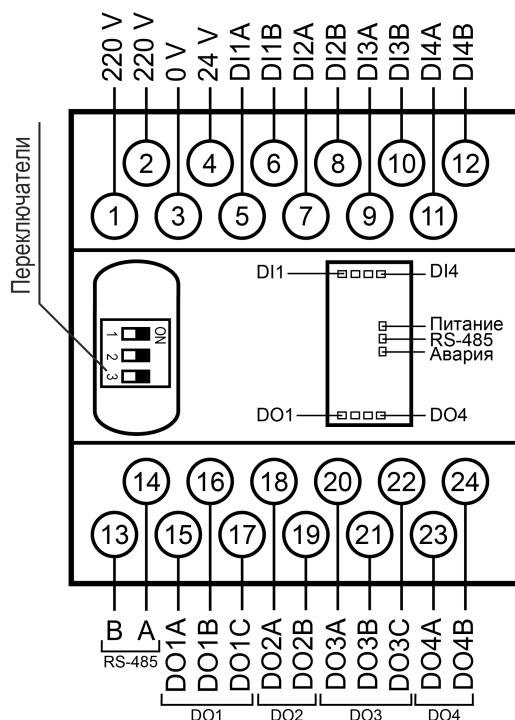 220 V
220 V
0 V
24 V
DI1A
DI1B
DI2A
DI2B
DI3A
DI3B
DI4A
DI4B
Переключатели
2
4
6
8
10
12
1
3
5
7
9
11
DI1
DI4
ON
1
2
3
Питание
RS-485
Авария
DO1
DO4
14
16
18
20
22
24
13
15
17
19
21
23
B
A
DO1A
DO1B
DO1C
DO2A
DO2B
DO3A
DO3B
DO3C
DO4A
DO4B
RS-485
DO1
DO2
DO3
DO4